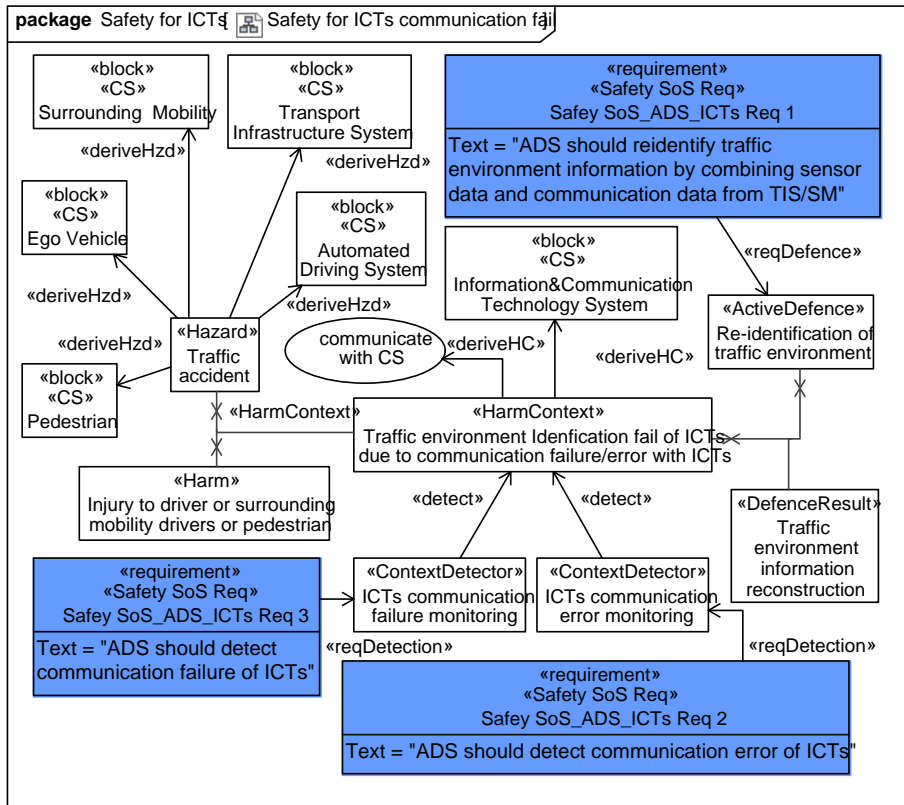 package Safety for ICTs[ Safety for ICTs communication fail]
«block»
«CS»
Surrounding Mobility
«block»
«CS»
Transport
Infrastructure System
«requirement»
«Safety SoS Req»
Safey SoS_ADS_ICTs Req 1
Text = "ADS should reidentify traffic
environment information by combining sensor
data and communication data from TIS/SM"
«deriveHzd»
«deriveHzd»
«block»
«CS»
Ego Vehicle
«block»
«CS»
Automated
Driving System
«block»
«CS»
Information&Communication
Technology System
«reqDefence»
«deriveHzd»
«deriveHzd»
«ActiveDefence»
Re-identification of
traffic environment
«Hazard»
Traffic
accident
communicate
with CS
«deriveHC»
«deriveHC»
«deriveHzd»
«block»
«CS»
Pedestrian
«HarmContext»
«HarmContext»
Traffic environment Idenfication fail of ICTs
due to communication failure/error with ICTs
«Harm»
Injury to driver or surrounding
mobility drivers or pedestrian
«detect»
«detect»
«DefenceResult»
Traffic
environment
information
reconstruction
«requirement»
«Safety SoS Req»
Safey SoS_ADS_ICTs Req 3
Text = "ADS should detect
communication failure of ICTs"
«ContextDetector»
ICTs communication
failure monitoring
«ContextDetector»
ICTs communication
error monitoring
«reqDetection»
«reqDetection»
«requirement»
«Safety SoS Req»
Safey SoS_ADS_ICTs Req 2
Text = "ADS should detect communication error of ICTs"